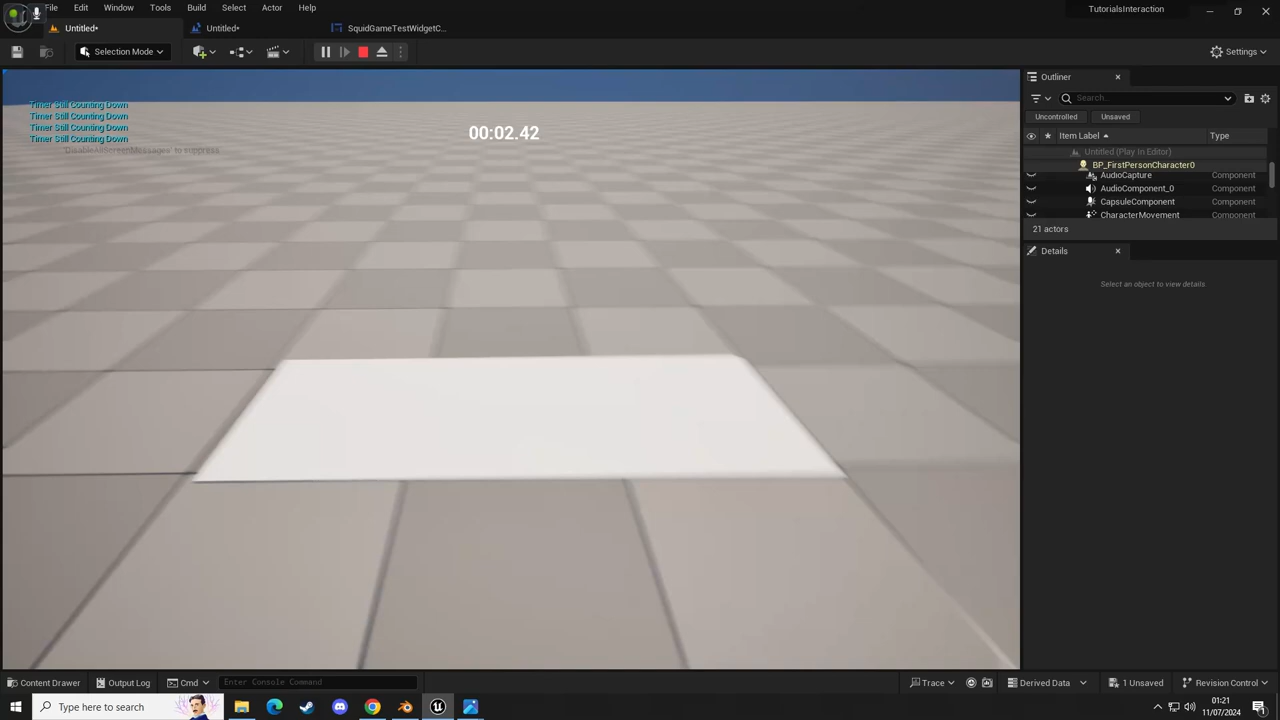 File Edit Window Tools Build Select Actor Help TutorialsInteraction
Untitled* Untitled* SquidGameTestWidgetC...
Selection Mode Settings
Outliner
Search...
Uncontrolled Unsaved
Item Label Type
Untitled (Play In Editor)
BP_FirstPersonCharacter0
AudioCapture Component
AudioComponent_0 Component
CapsuleComponent Component
CharacterMovement Component
21 actors
Details
Select an object to view details
Timer Still Counting Down
Timer Still Counting Down
Timer Still Counting Down
Timer Still Counting Down
'DisableAllScreenMessages' to suppress
00:02.42
Content Drawer Output Log Cmd Enter Console Command Trace Derived Data 1 Unsaved Revision Control
Type here to search 01:21
11/07/2024